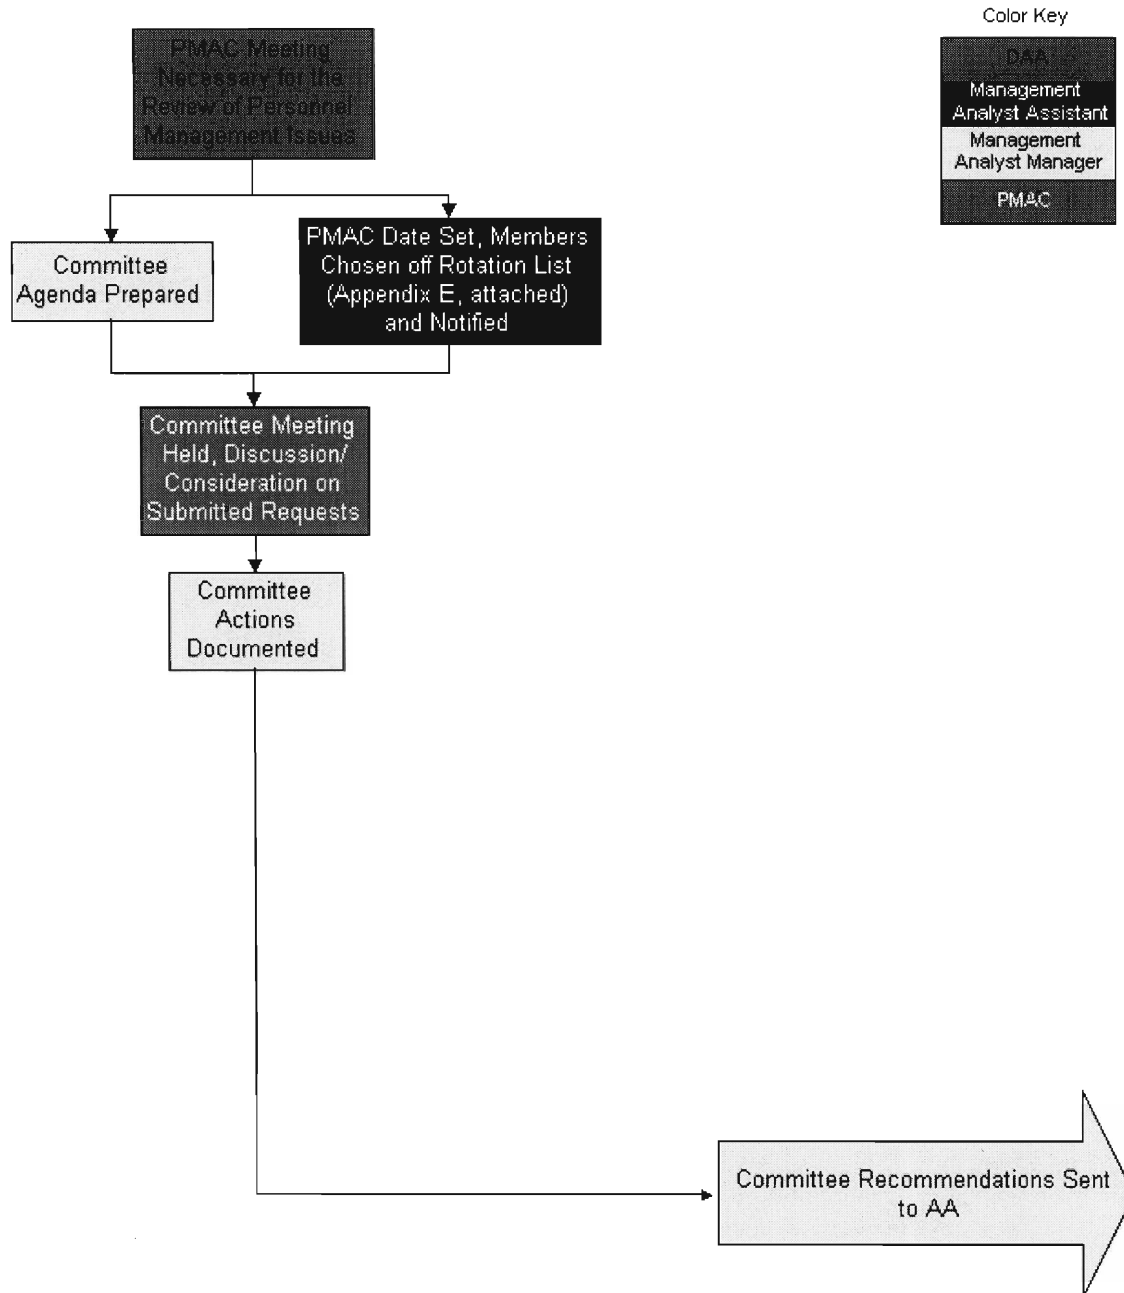 Color Key
DAA
Management
Analyst Assistant
Management
Analyst Manager
PMAC
PMAC Meeting
Necessary for the
Review of Personnel
Management Issues
Committee
Agenda Prepared
PMAC Date Set, Members
Chosen off Rotation List
(Appendix E, attached)
and Notified
Committee Meeting
Held, Discussion/
Consideration on
Submitted Requests
Committee
Actions
Documented
Committee Recommendations Sent
to AA